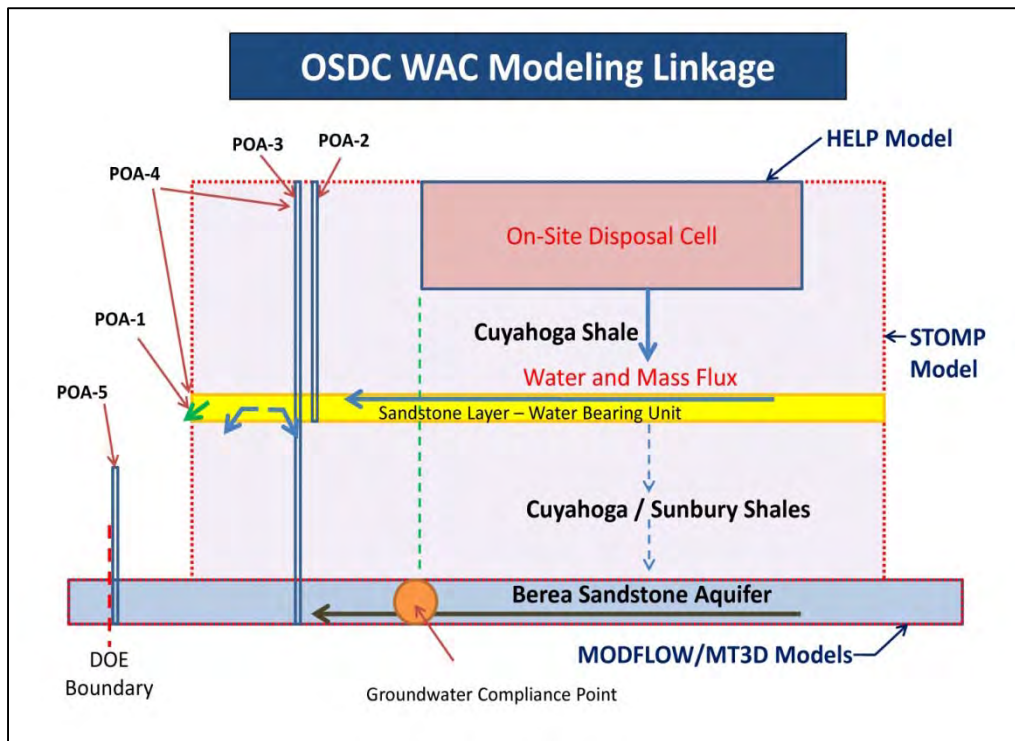 OSDC WAC Modeling Linkage
POA-3
POA-2
POA-4
HELP Model
On-Site Disposal Cell
POA-1
Cuyahoga Shale
STOMP
Model
Water and Mass Flux
POA-5
Sandstone Layer – Water Bearing Unit
Cuyahoga / Sunbury Shales
Berea Sandstone Aquifer
DOE
Boundary
MODFLOW/MT3D Models
Groundwater Compliance Point